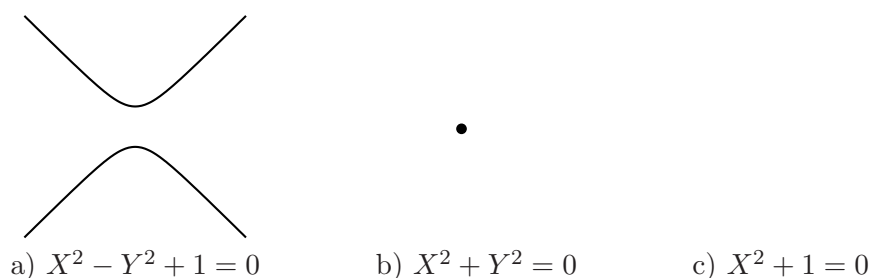 a) $X^2 - Y^2 + 1 = 0$ b) $X^2 + Y^2 = 0$ c) $X^2 + 1 = 0$